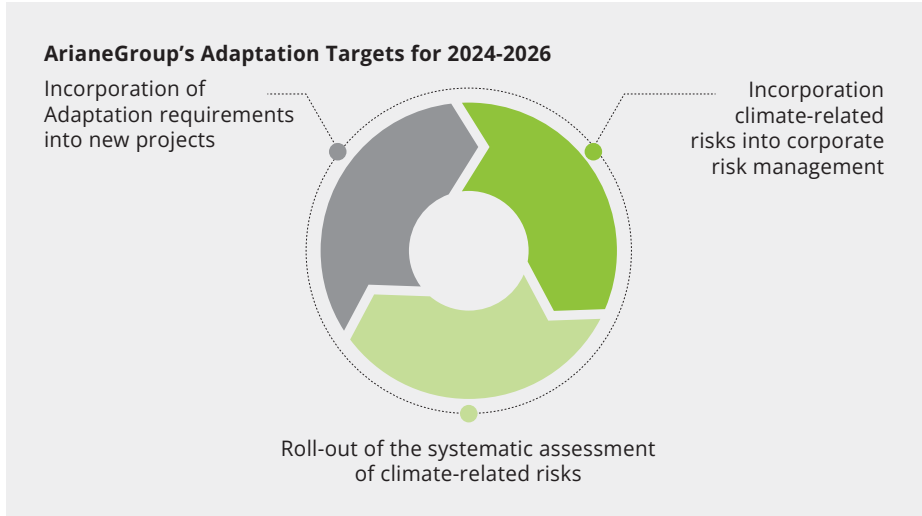 ArianeGroup’s Adaptation Targets for 2024-2026
Incorporation of
Adaptation requirements
into new projects
Incorporation
climate-related
risks into corporate
risk management
Roll-out of the systematic assessment
of climate-related risks